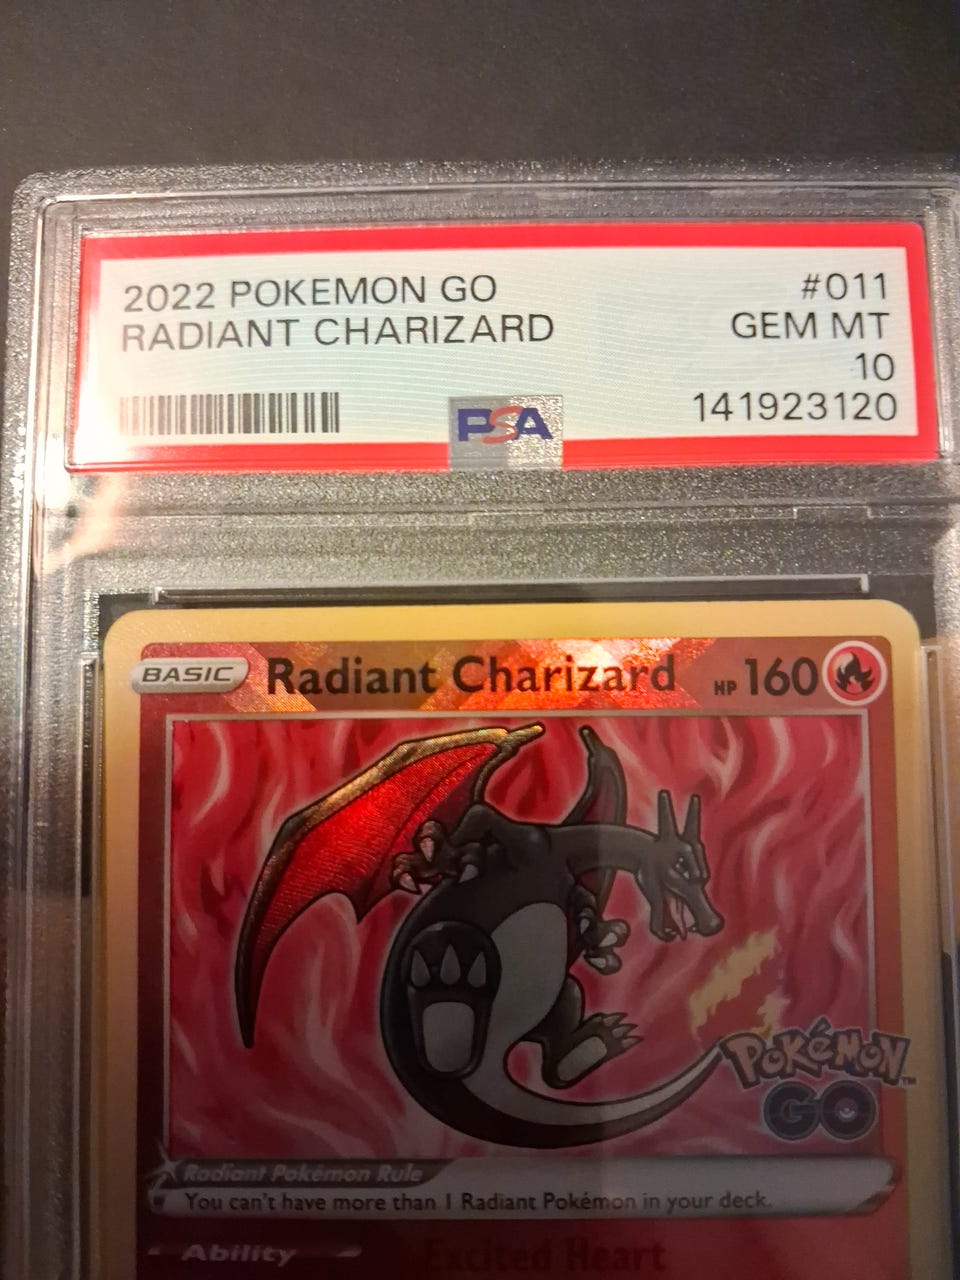 2022 POKEMON GO #011
RADIANT CHARIZARD GEM MT
10
PSA 141923120
BASIC Radiant Charizard HP 160
POKéMON™
GO
Radiant Pokémon Rule
You can't have more than 1 Radiant Pokémon in your deck.
Ability Excited Heart